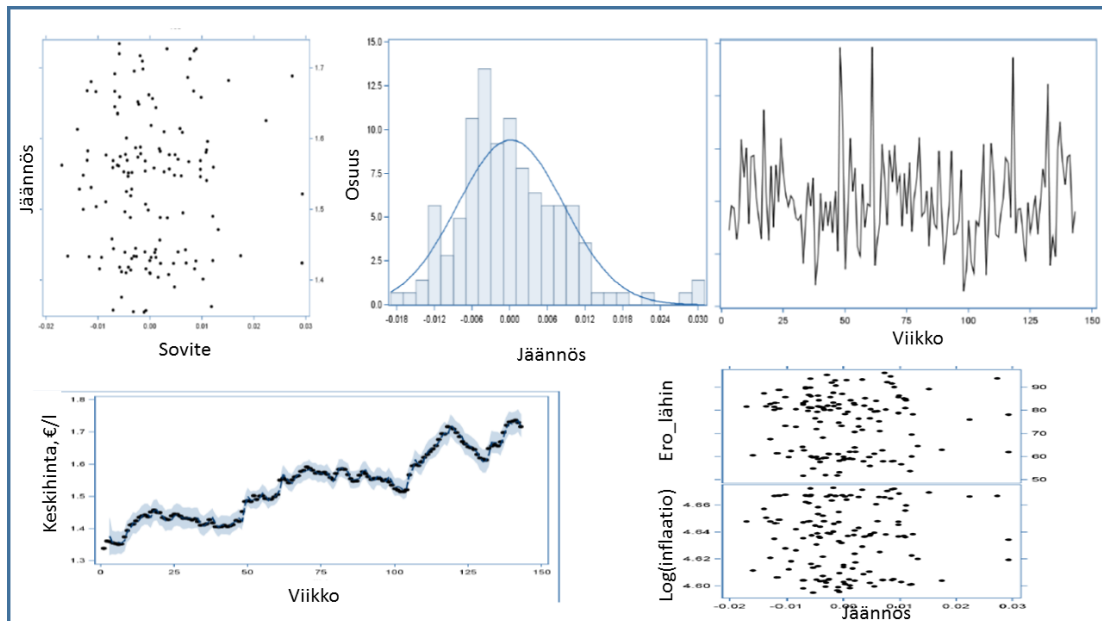 Jäännös
1.7
1.6
1.5
1.4
-0.02 -0.01 0.00 0.01 0.02 0.03
Sovite
Osuus
15.0
12.5
10.0
7.5
5.0
2.5
0.0
-0.018 -0.012 -0.006 0.000 0.006 0.012 0.018 0.024 0.030
Jäännös
0 50 75 100 125 150
Viikko
Keskihinta,€/l
1.8
1.7
1.6
1.5
1.4
1.3
0 25 50 75 100 125 150
Viikko
Ero_lähin
90
80
70
60
50
Log(inflaatio)
4.66
4.64
4.62
4.60
-0.02 -0.01 0.00 0.01 0.02 0.03
Jäännös